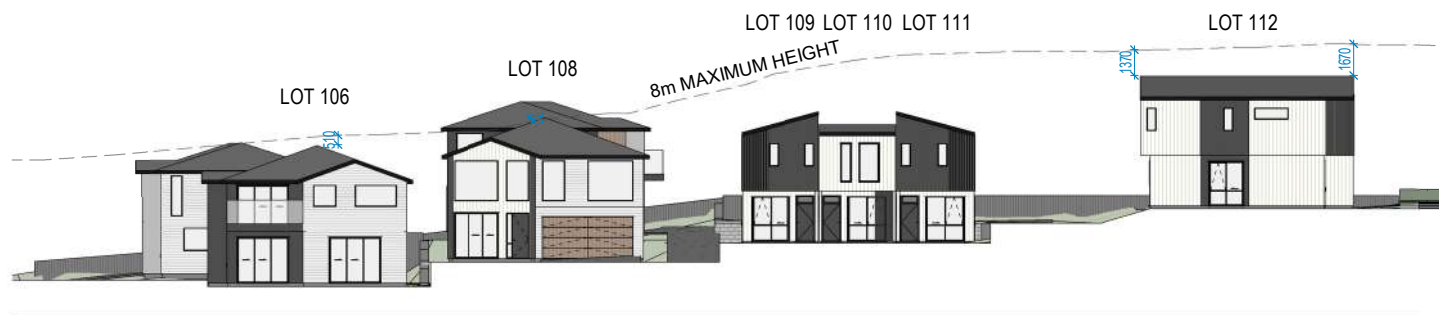 LOT 109 LOT 110 LOT 111
LOT 112
LOT 108
LOT 106
8m MAXIMUM HEIGHT
1370
1670
510